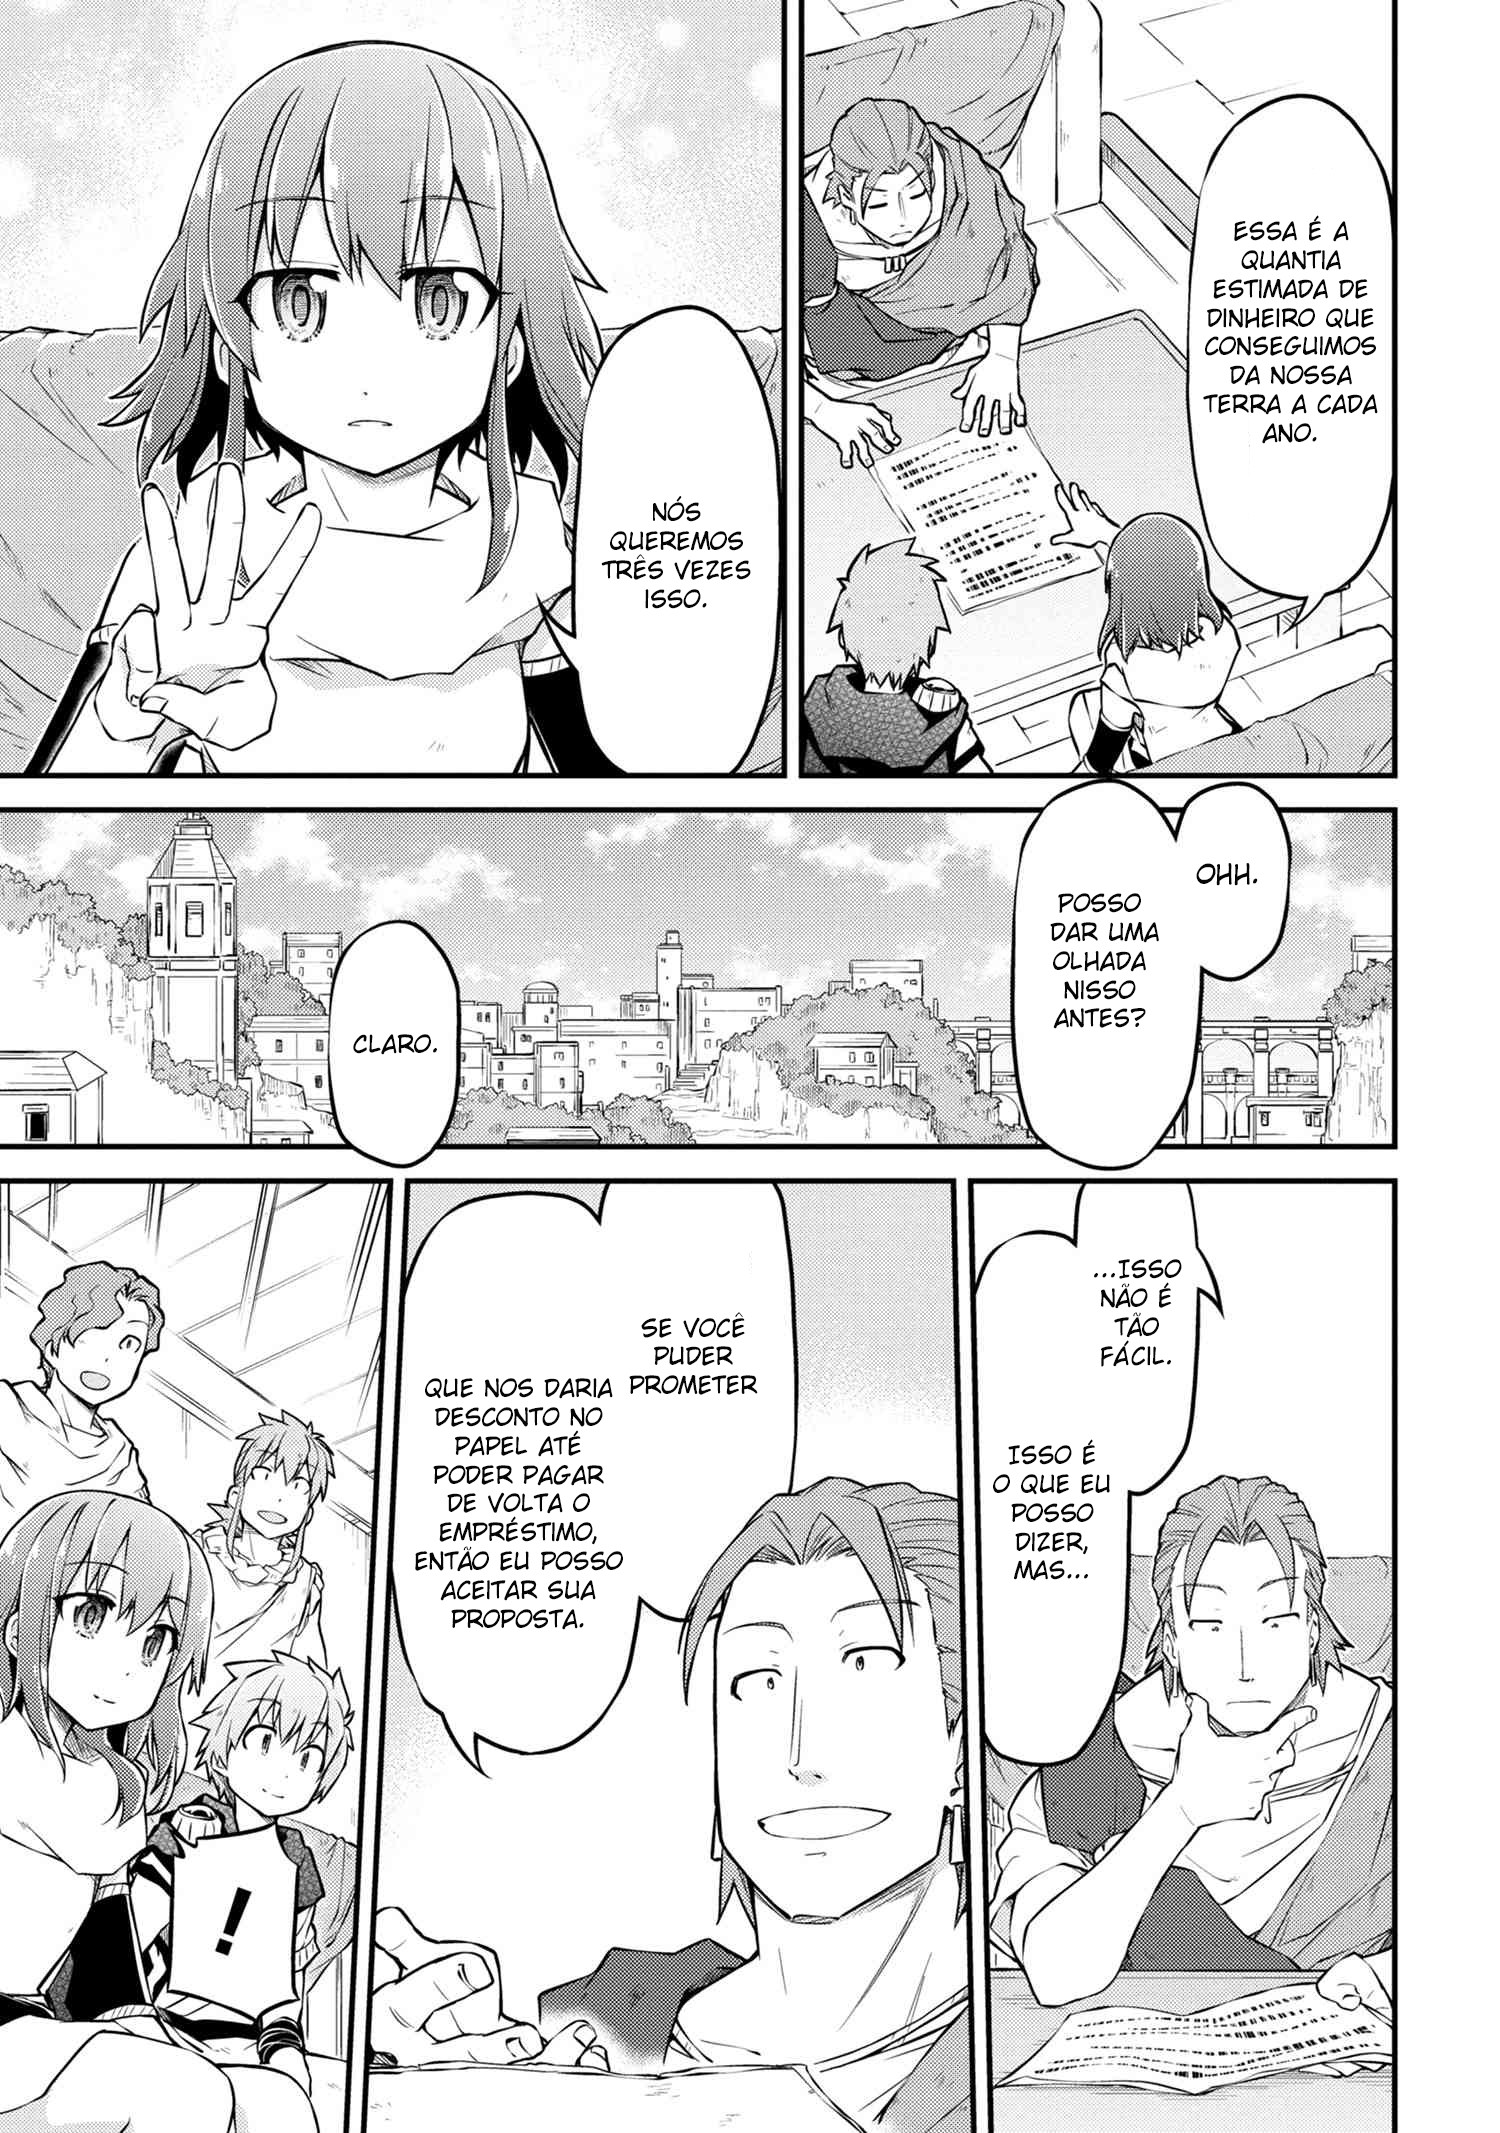 ESSA É A
QUANTIA
ESTIMADA DE
DINHEIRO QUE
CONSEGUIMOS
DA NOSSA
TERRA A CADA
ANO.
NÓS
QUEREMOS
TRÊS VEZES
ISSO.
OHH.
POSSO
DAR UMA
OLHADA
NISSO
ANTES?
CLARO.
...ISSO
NÃO É
TÃO
FÁCIL.
ISSO É
O QUE EU
POSSO
DIZER,
MAS...
SE VOCÊ
PUDER
PROMETER
QUE NOS DARIA
DESCONTO NO
PAPEL ATÉ
PODER PAGAR
DE VOLTA O
EMPRÉSTIMO,
ENTÃO EU POSSO
ACEITAR SUA
PROPOSTA.
!